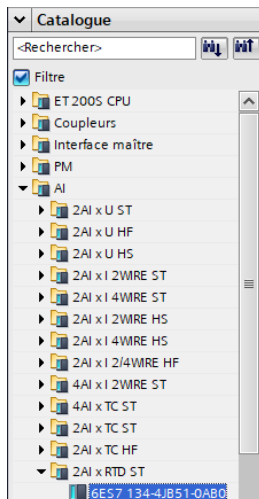 Catalogue
<Rechercher>
Filtre
ET 200S CPU
Coupleurs
Interface maître
PM
AI
2AI x U ST
2AI x U HF
2AI x U HS
2AI x I 2WIRE ST
2AI x I 4WIRE ST
2AI x I 2WIRE HS
2AI x I 4WIRE HS
2AI x I 2/4WIRE HF
4AI x I 2WIRE ST
4AI x TC ST
2AI x TC ST
2AI x TC HF
2AI x RTD ST
6ES7 134-4JB51-0AB0